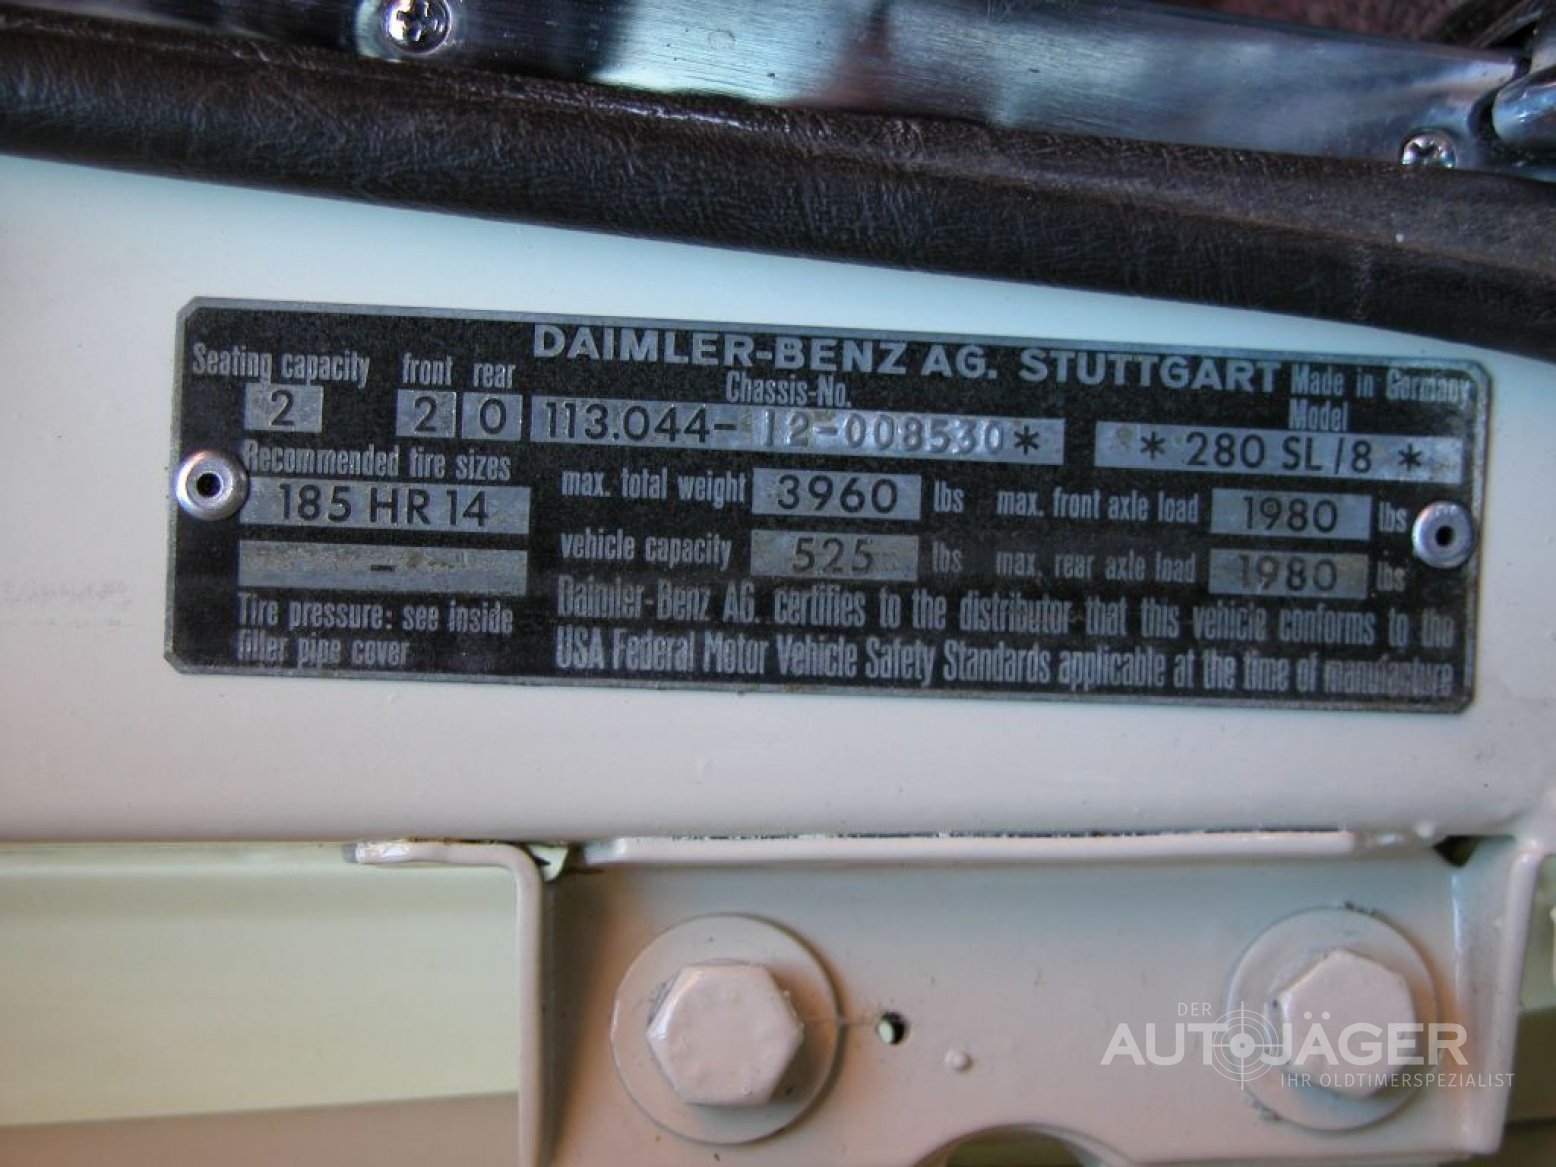 DAIMLER-BENZ AG. STUTTGART Made in Germany
Seating capacity front rear Chassis-No. Model
2 2 0 113.044-12-008530* * 280 SL/8 *
Recommended tire sizes
185 HR 14
-
max. total weight 3960 lbs max. front axle load 1980 lbs
vehicle capacity 525 lbs max. rear axle load 1980 lbs
Tire pressure: see inside
filler pipe cover
Daimler-Benz AG. certifies to the distributor that this vehicle conforms to the
USA Federal Motor Vehicle Safety Standards applicable at the time of manufacture
DER
AUTOJÄGER
IHR OLDTIMERSPEZIALIST